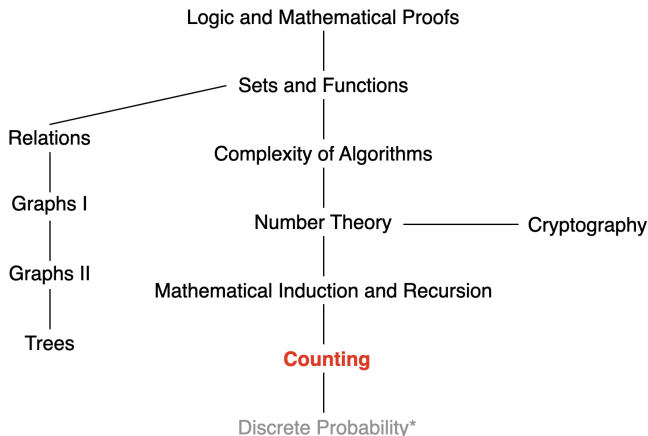 Logic and Mathematical Proofs
Sets and Functions
Relations
Complexity of Algorithms
Graphs I
Number Theory
Cryptography
Graphs II
Mathematical Induction and Recursion
Trees
Counting
Discrete Probability*